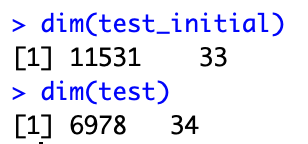 > dim(test_initial)
[1] 11531    33
> dim(test)
[1] 6978   34